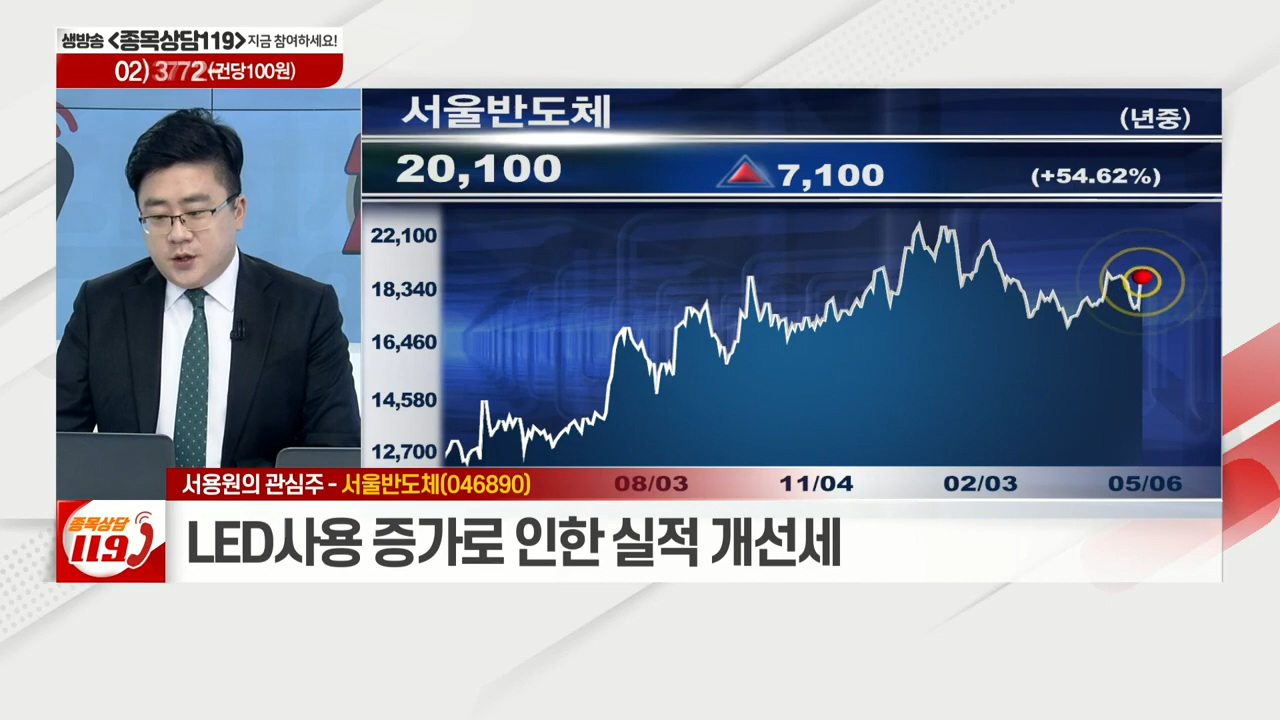 생방송 <종목상담119> 지금 참여하세요!
02) 3772- (건당100원)
서울반도체
(년중)
20,100
7,100
(+54.62%)
22,100
18,340
16,460
14,580
12,700
08/03
11/04
02/03
05/06
서용원의 관심주 - 서울반도체(046890)
종목상담
119
LED사용 증가로 인한 실적 개선세